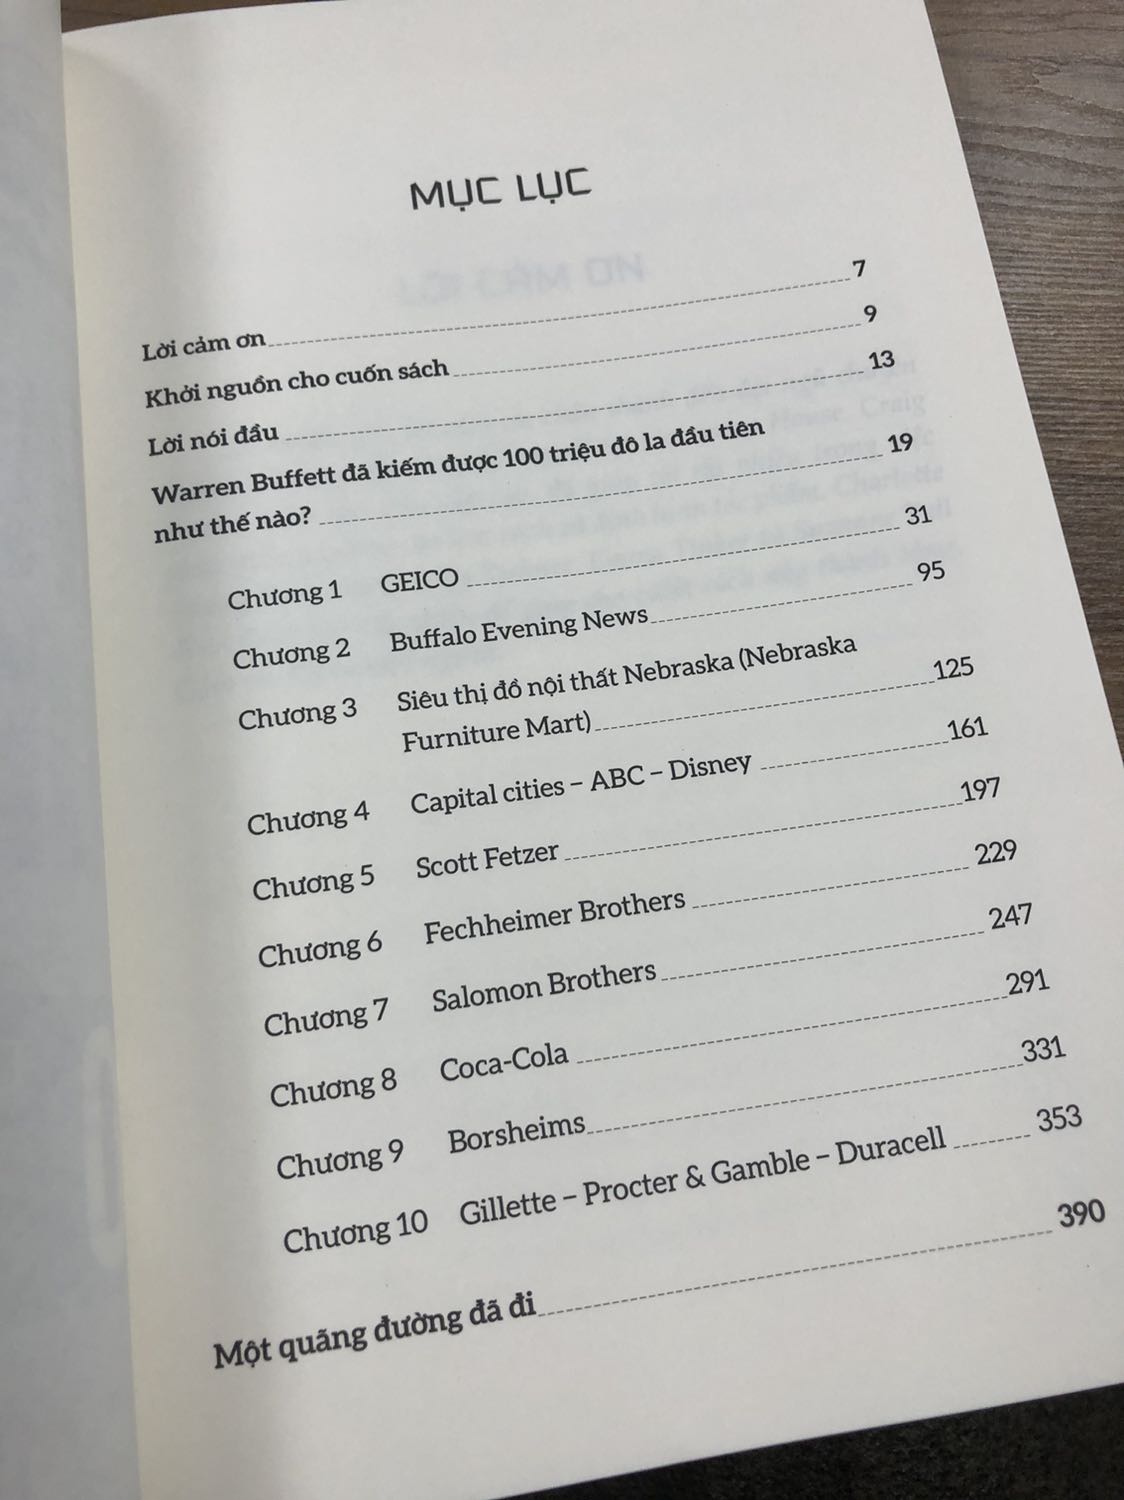 MỤC LỤC
Lời cảm ơn 7
Khởi nguồn cho cuốn sách 9
Lời nói đầu 13
Warren Buffett đã kiếm được 100 triệu đô la đầu tiên
như thế nào? 19
Chương 1 GEICO 31
Chương 2 Buffalo Evening News 95
Chương 3 Siêu thị đồ nội thất Nebraska (Nebraska
Furniture Mart) 125
Chương 4 Capital cities – ABC – Disney 161
Chương 5 Scott Fetzer 197
Chương 6 Fechheimer Brothers 229
Chương 7 Salomon Brothers 247
Chương 8 Coca-Cola 291
Chương 9 Borsheims 331
Chương 10 Gillette – Procter & Gamble – Duracell 353
Một quãng đường đã đi 390